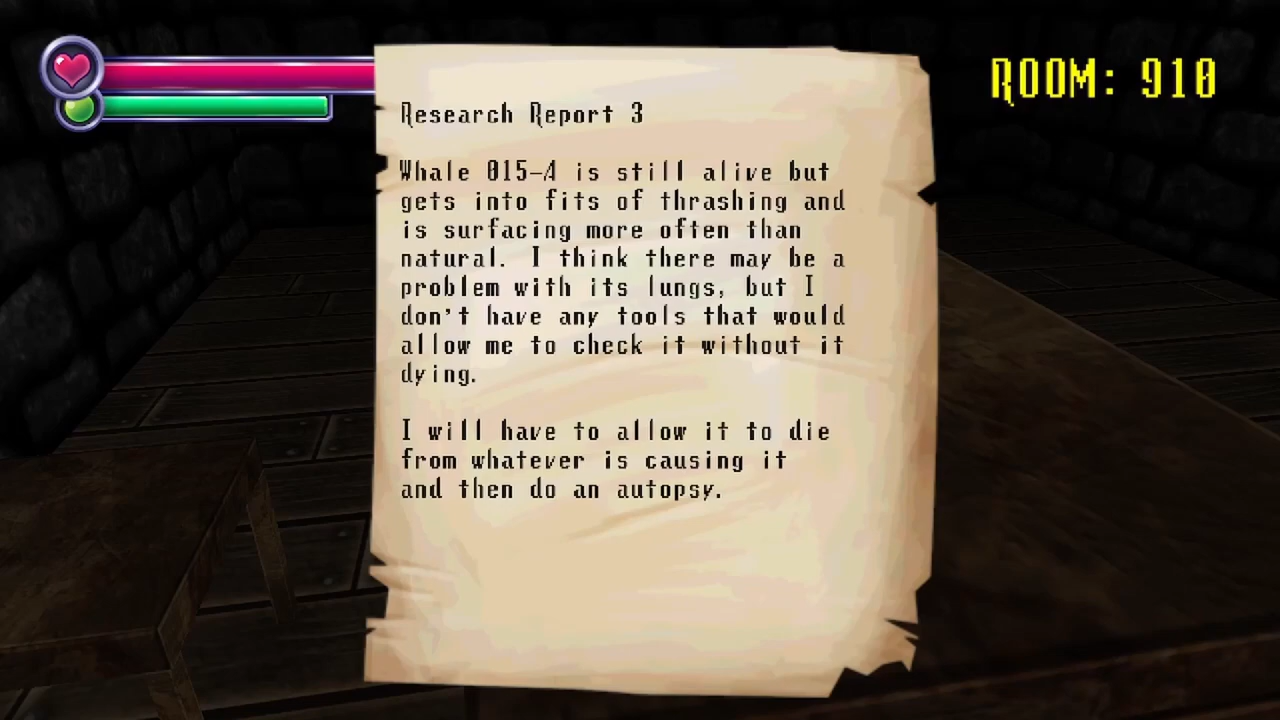 ROOM: 910
Research Report 3
Whale 015-A is still alive but
gets into fits of thrashing and
is surfacing more often than
natural. I think there may be a
problem with its lungs, but I
don't have any tools that would
allow me to check it without it
dying.
I will have to allow it to die
from whatever is causing it
and then do an autopsy.